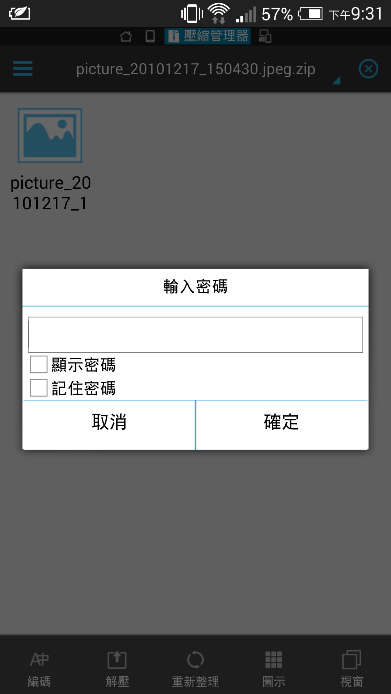 57% 下午9:31
壓縮管理器
picture_20101217_150430.jpeg.zip
picture_20
101217_1
輸入密碼
顯示密碼
記住密碼
取消 確定
A中
編碼 解壓 重新整理 圖示 視窗